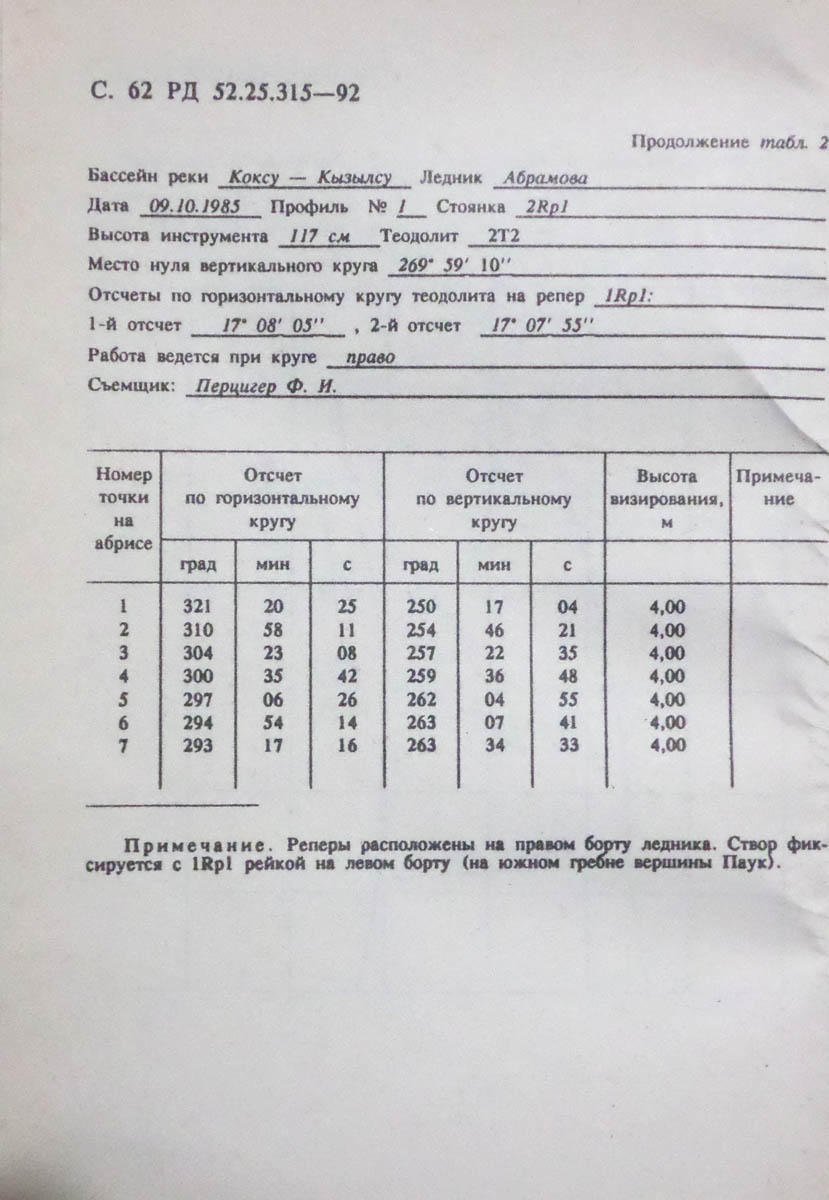 С. 62 РД 52.25.315—92
Продолжение табл. 2
Бассейн реки Коксу — Кызылсу Ледник Абрамова
Дата 09.10.1985 Профиль № 1 Стоянка 2Rp1
Высота инструмента 117 см Теодолит 2Т2
Место нуля вертикального круга 269° 59′ 10′′
Отсчеты по горизонтальному кругу теодолита на репер 1Rp1:
1-й отсчет 17° 08′ 05′′ , 2-й отсчет 17° 07′ 55′′
Работа ведется при круге право
Съемщик: Перцигер Ф. И.
Номер точки на абрисе | Отсчет по горизонтальному кругу | Отсчет по вертикальному кругу | Высота визирования, м | Примеча-ние
град | мин | с | град | мин | с
1 | 321 | 20 | 25 | 250 | 17 | 04 | 4,00
2 | 310 | 58 | 11 | 254 | 46 | 21 | 4,00
3 | 304 | 23 | 08 | 257 | 22 | 35 | 4,00
4 | 300 | 35 | 42 | 259 | 36 | 48 | 4,00
5 | 297 | 06 | 26 | 262 | 04 | 55 | 4,00
6 | 294 | 54 | 14 | 263 | 07 | 41 | 4,00
7 | 293 | 17 | 16 | 263 | 34 | 33 | 4,00
Примечание. Реперы расположены на правом борту ледника. Створ фик-
сируется с 1Rp1 рейкой на левом борту (на южном гребне вершины Паук).